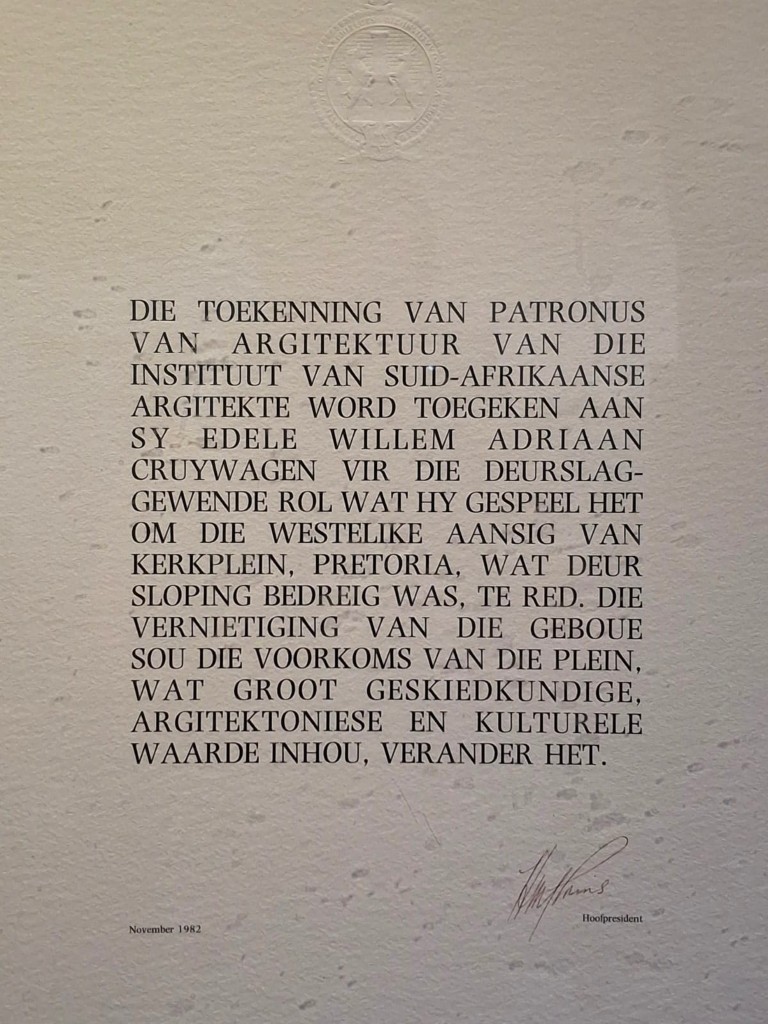 DIE TOEKENNING VAN PATRONUS
VAN ARGITEKTUUR VAN DIE
INSTITUUT VAN SUID-AFRIKAANSE
ARGITEKTE WORD TOEGEKEN AAN
SY EDELE WILLEM ADRIAAN
CRUYWAGEN VIR DIE DEURSLAG-
GEWENDE ROL WAT HY GESPEEL HET
OM DIE WESTELIKE AANSIG VAN
KERKPLEIN, PRETORIA, WAT DEUR
SLOPING BEDREIG WAS, TE RED. DIE
VERNIETIGING VAN DIE GEBOUE
SOU DIE VOORKOMS VAN DIE PLEIN,
WAT GROOT GESKIEDKUNDIGE,
ARGITEKTONIESE EN KULTURELE
WAARDE INHOU, VERANDER HET.
Hoofpresident
November 1982